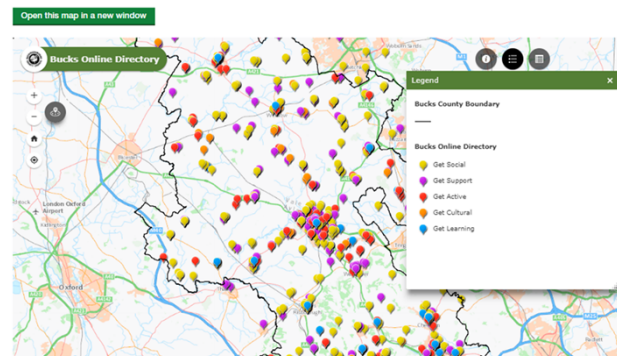 Open this map in a new window
Bucks Online Directory
Legend
×
Bucks County Boundary
Bucks Online Directory
Get Social
Get Support
Get Active
Get Cultural
Get Learning
London Oxford
Airport
Oxford